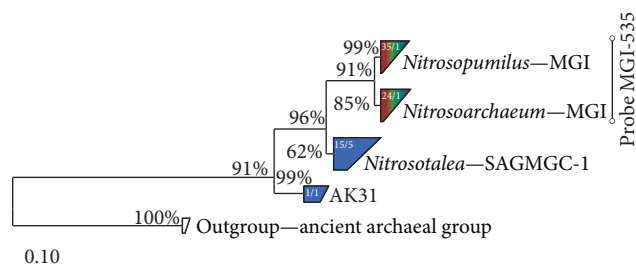 99%
35/1
Nitrosopumilus—MGI
91%
85%
24/1
Nitrosoarchaeum—MGI
Probe MGI-535
96%
62%
15/5
Nitrosotalea—SAGMGC-1
91%
99%
1/1
AK31
100%
Outgroup—ancient archaeal group
0.10